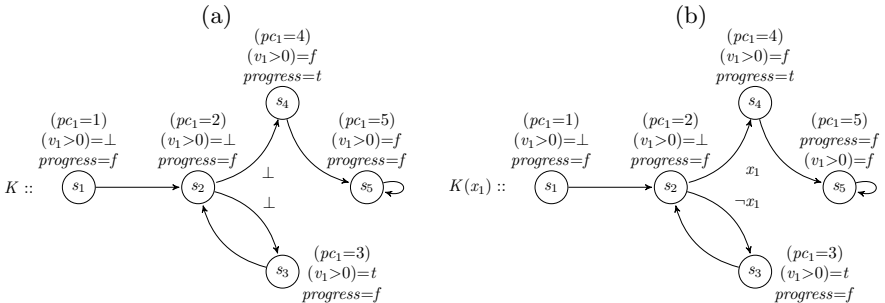 (a)
(pc₁=4)
(v₁>0)=f
progress=t
s₄
(pc₁=1)
(v₁>0)=⊥
progress=f
(pc₁=2)
(v₁>0)=⊥
progress=f
(pc₁=5)
(v₁>0)=f
progress=f
⊥
K ::
s₁
s₂
s₅
⊥
s₃
(pc₁=3)
(v₁>0)=t
progress=f
(b)
(pc₁=4)
(v₁>0)=f
progress=t
s₄
(pc₁=1)
(v₁>0)=⊥
progress=f
(pc₁=2)
(v₁>0)=⊥
progress=f
(pc₁=5)
progress=f
(v₁>0)=f
x₁
K(x₁) ::
s₁
s₂
s₅
¬x₁
s₃
(pc₁=3)
(v₁>0)=t
progress=f